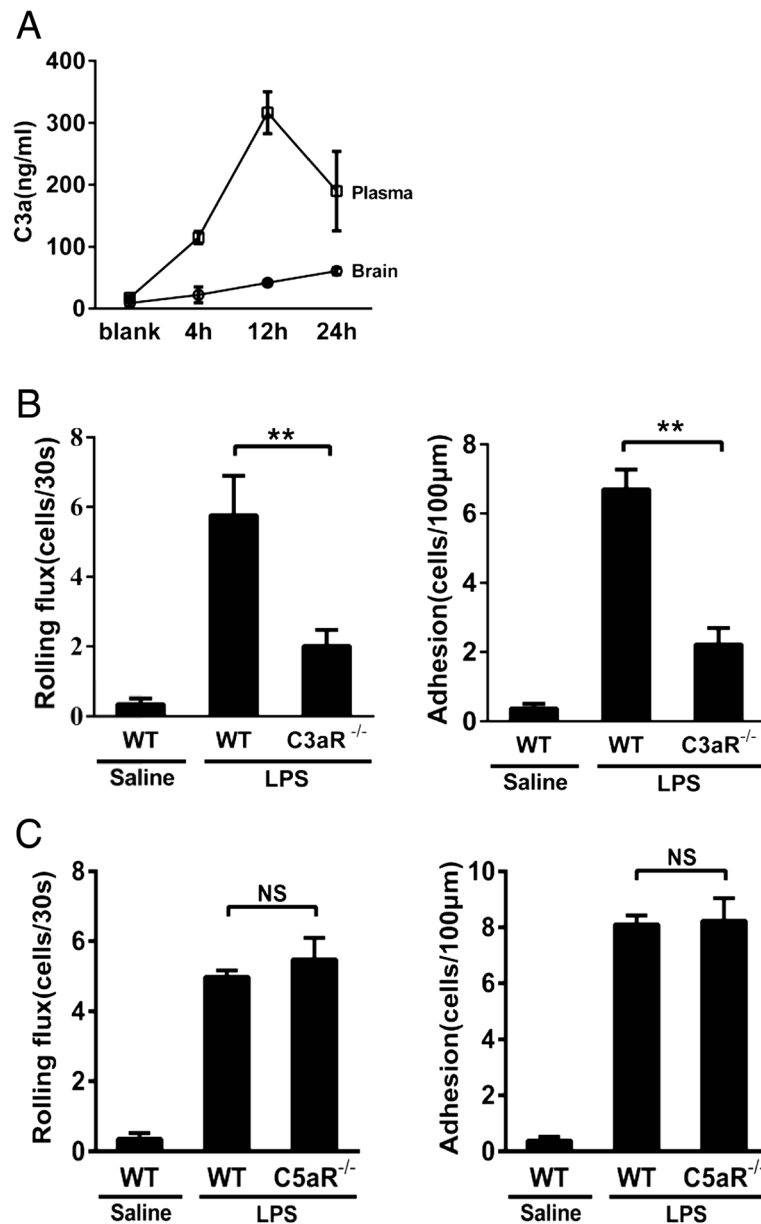 A
C3a(ng/ml)
400
300
200
100
0
blank 4h 12h 24h
Plasma
Brain
B
Rolling flux(cells/30s)
8
6
4
2
0
**
WT WT C3aR-/-
Saline LPS
Adhesion(cells/100μm)
8
6
4
2
0
**
WT WT C3aR-/-
Saline LPS
C
Rolling flux(cells/30s)
8
6
4
2
0
NS
WT WT C5aR-/-
Saline LPS
Adhesion(cells/100μm)
10
8
6
4
2
0
NS
WT WT C5aR-/-
Saline LPS